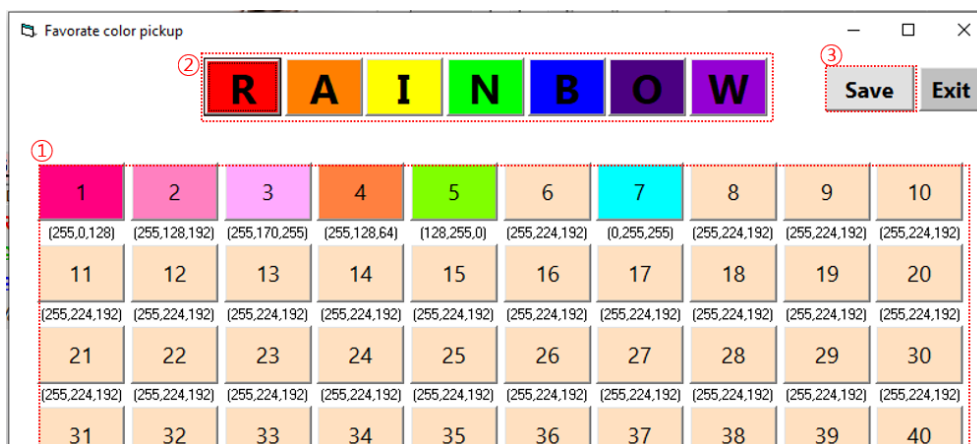 Favorate color pickup
② R A I N B O W ③ Save Exit
①
1 2 3 4 5 6 7 8 9 10
(255,0,128) (255,128,192) (255,170,255) (255,128,64) (128,255,0) (255,224,192) (0,255,255) (255,224,192) (255,224,192) (255,224,192)
11 12 13 14 15 16 17 18 19 20
(255,224,192) (255,224,192) (255,224,192) (255,224,192) (255,224,192) (255,224,192) (255,224,192) (255,224,192) (255,224,192) (255,224,192)
21 22 23 24 25 26 27 28 29 30
(255,224,192) (255,224,192) (255,224,192) (255,224,192) (255,224,192) (255,224,192) (255,224,192) (255,224,192) (255,224,192) (255,224,192)
31 32 33 34 35 36 37 38 39 40